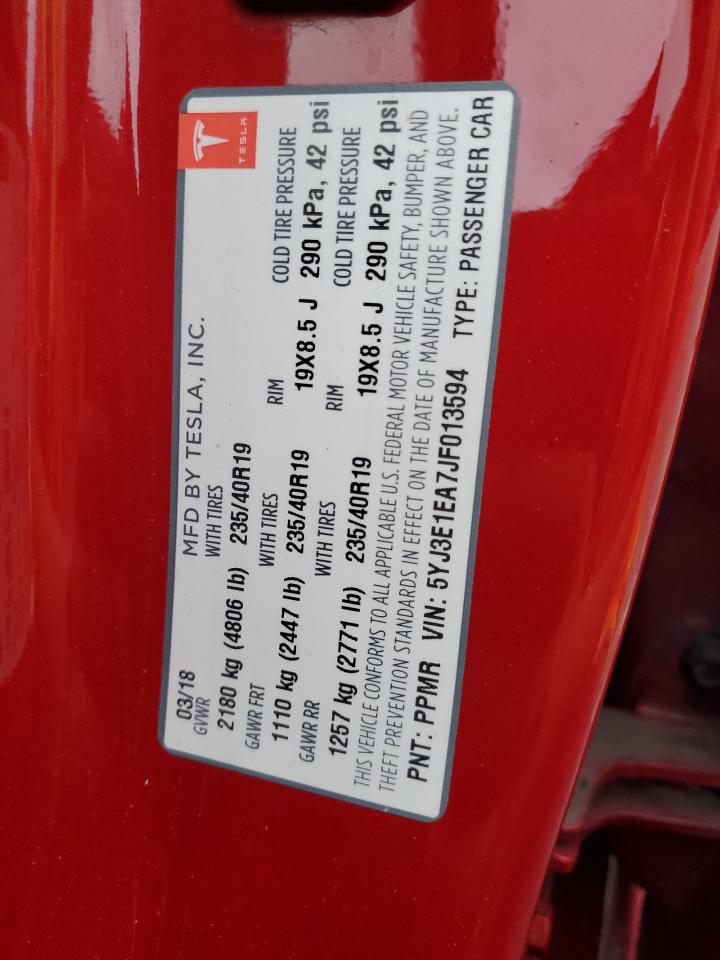 TESLA
03/18 MFD BY TESLA, INC.
GVWR WITH TIRES
2180 kg (4806 lb) 235/40R19
GAWR FRT WITH TIRES RIM COLD TIRE PRESSURE
1110 kg (2447 lb) 235/40R19 19X8.5 J 290 kPa, 42 psi
GAWR RR WITH TIRES RIM COLD TIRE PRESSURE
1257 kg (2771 lb) 235/40R19 19X8.5 J 290 kPa, 42 psi
THIS VEHICLE CONFORMS TO ALL APPLICABLE U.S. FEDERAL MOTOR VEHICLE SAFETY, BUMPER, AND
THEFT PREVENTION STANDARDS IN EFFECT ON THE DATE OF MANUFACTURE SHOWN ABOVE.
PNT: PPMR VIN: 5YJ3E1EA7JF013594 TYPE: PASSENGER CAR